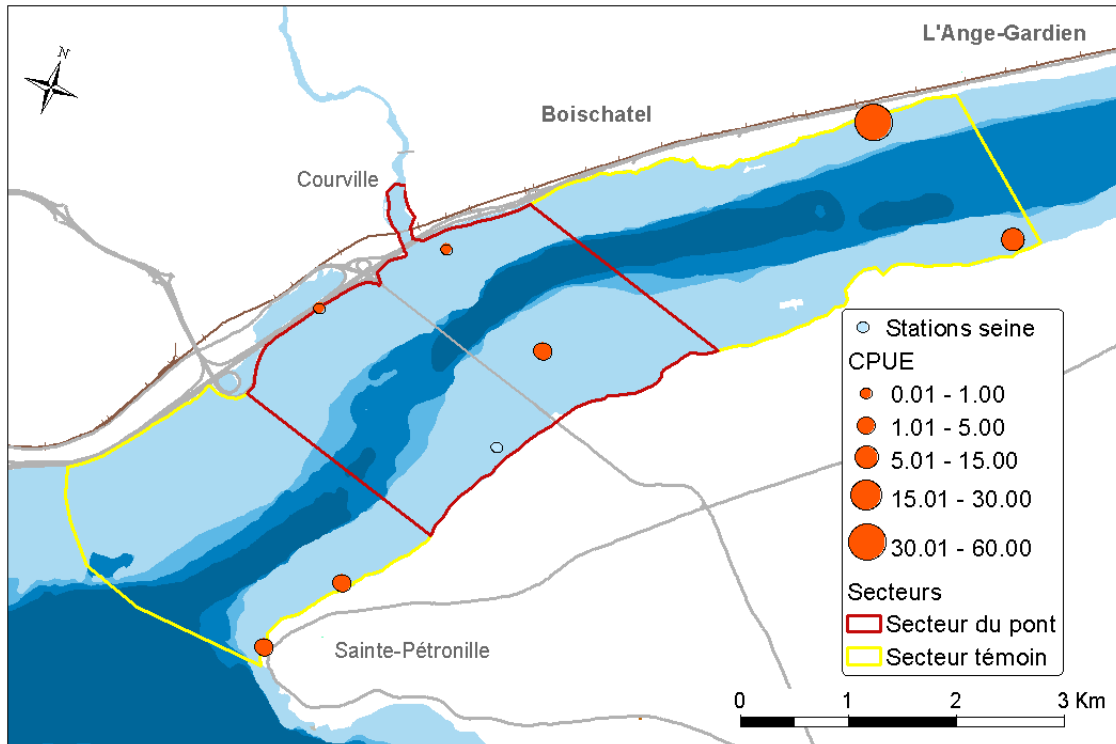 L'Ange-Gardien
N
Boischatel
Courville
Stations seine
CPUE
0.01 - 1.00
1.01 - 5.00
5.01 - 15.00
15.01 - 30.00
30.01 - 60.00
Secteurs
Secteur du pont
Secteur témoin
Sainte-Pétronille
0 1 2 3 Km